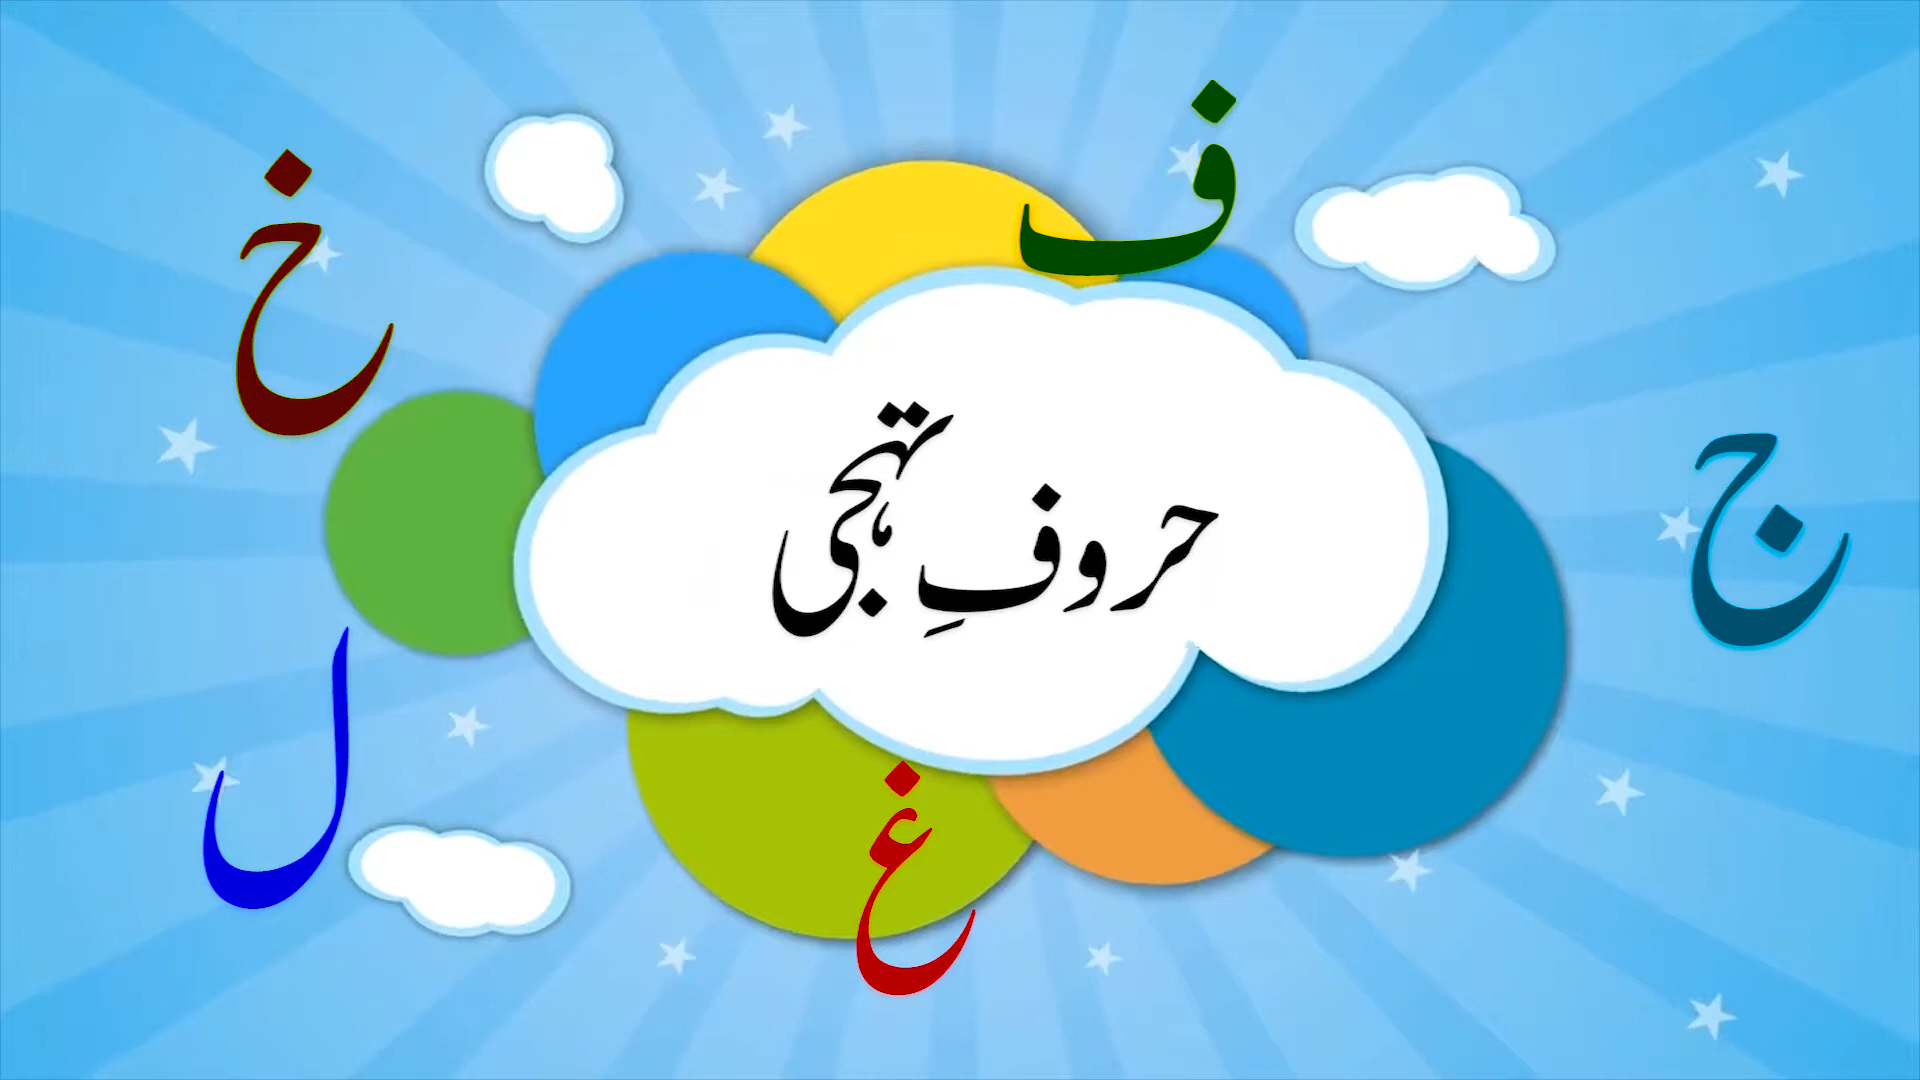 ف
خ
ج
حروفِ تہجی
ل
غ